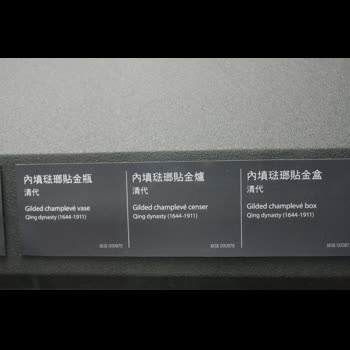 內填琺瑯貼金瓶
清代
Gilded champlevé vase
Qing dynasty (1644-1911)
內填琺瑯貼金爐
清代
Gilded champlevé censer
Qing dynasty (1644-1911)
內填琺瑯貼金盒
清代
Gilded champlevé box
Qing dynasty (1644-1911)